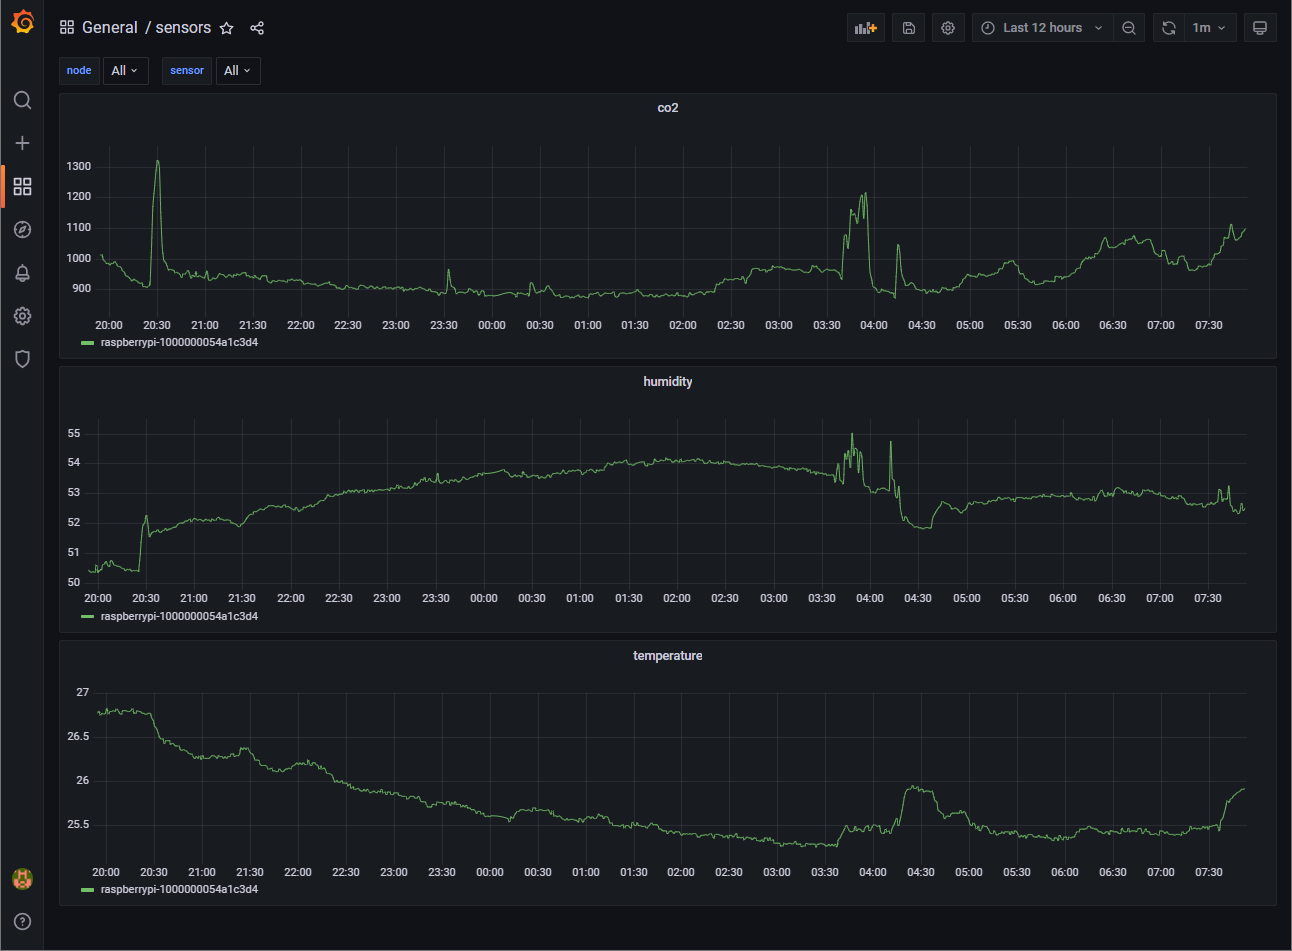 General / sensors
Last 12 hours
1m
node All sensor All
co2
1300
1200
1100
1000
900
20:00 20:30 21:00 21:30 22:00 22:30 23:00 23:30 00:00 00:30 01:00 01:30 02:00 02:30 03:00 03:30 04:00 04:30 05:00 05:30 06:00 06:30 07:00 07:30
raspberrypi-1000000054a1c3d4
humidity
55
54
53
52
51
50
20:00 20:30 21:00 21:30 22:00 22:30 23:00 23:30 00:00 00:30 01:00 01:30 02:00 02:30 03:00 03:30 04:00 04:30 05:00 05:30 06:00 06:30 07:00 07:30
raspberrypi-1000000054a1c3d4
temperature
27
26.5
26
25.5
20:00 20:30 21:00 21:30 22:00 22:30 23:00 23:30 00:00 00:30 01:00 01:30 02:00 02:30 03:00 03:30 04:00 04:30 05:00 05:30 06:00 06:30 07:00 07:30
raspberrypi-1000000054a1c3d4